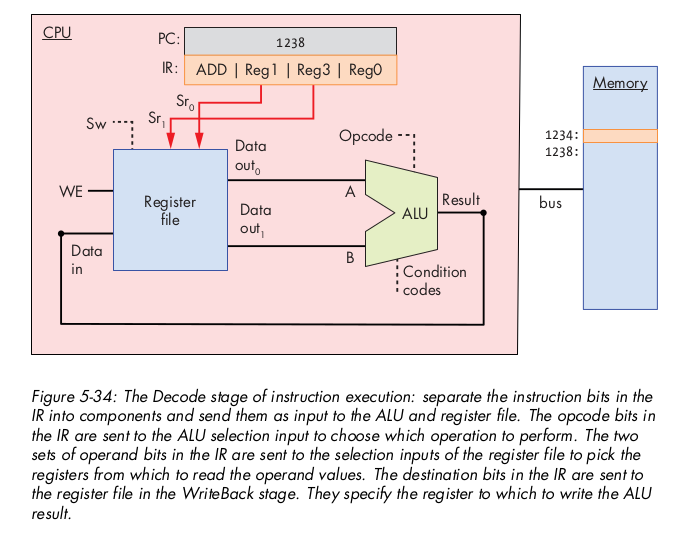 CPU
PC: 1238
IR: ADD | Reg1 | Reg3 | Reg0
Sr0
Sr1
Sw
Opcode
Memory
1234:
1238:
Data
out0
WE
Register
file
A
ALU
Result
bus
Data
out1
Data
in
B
Condition
codes
Figure 5-34: The Decode stage of instruction execution: separate the instruction bits in the
IR into components and send them as input to the ALU and register file. The opcode bits in
the IR are sent to the ALU selection input to choose which operation to perform. The two
sets of operand bits in the IR are sent to the selection inputs of the register file to pick the
registers from which to read the operand values. The destination bits in the IR are sent to
the register file in the WriteBack stage. They specify the register to which to write the ALU
result.